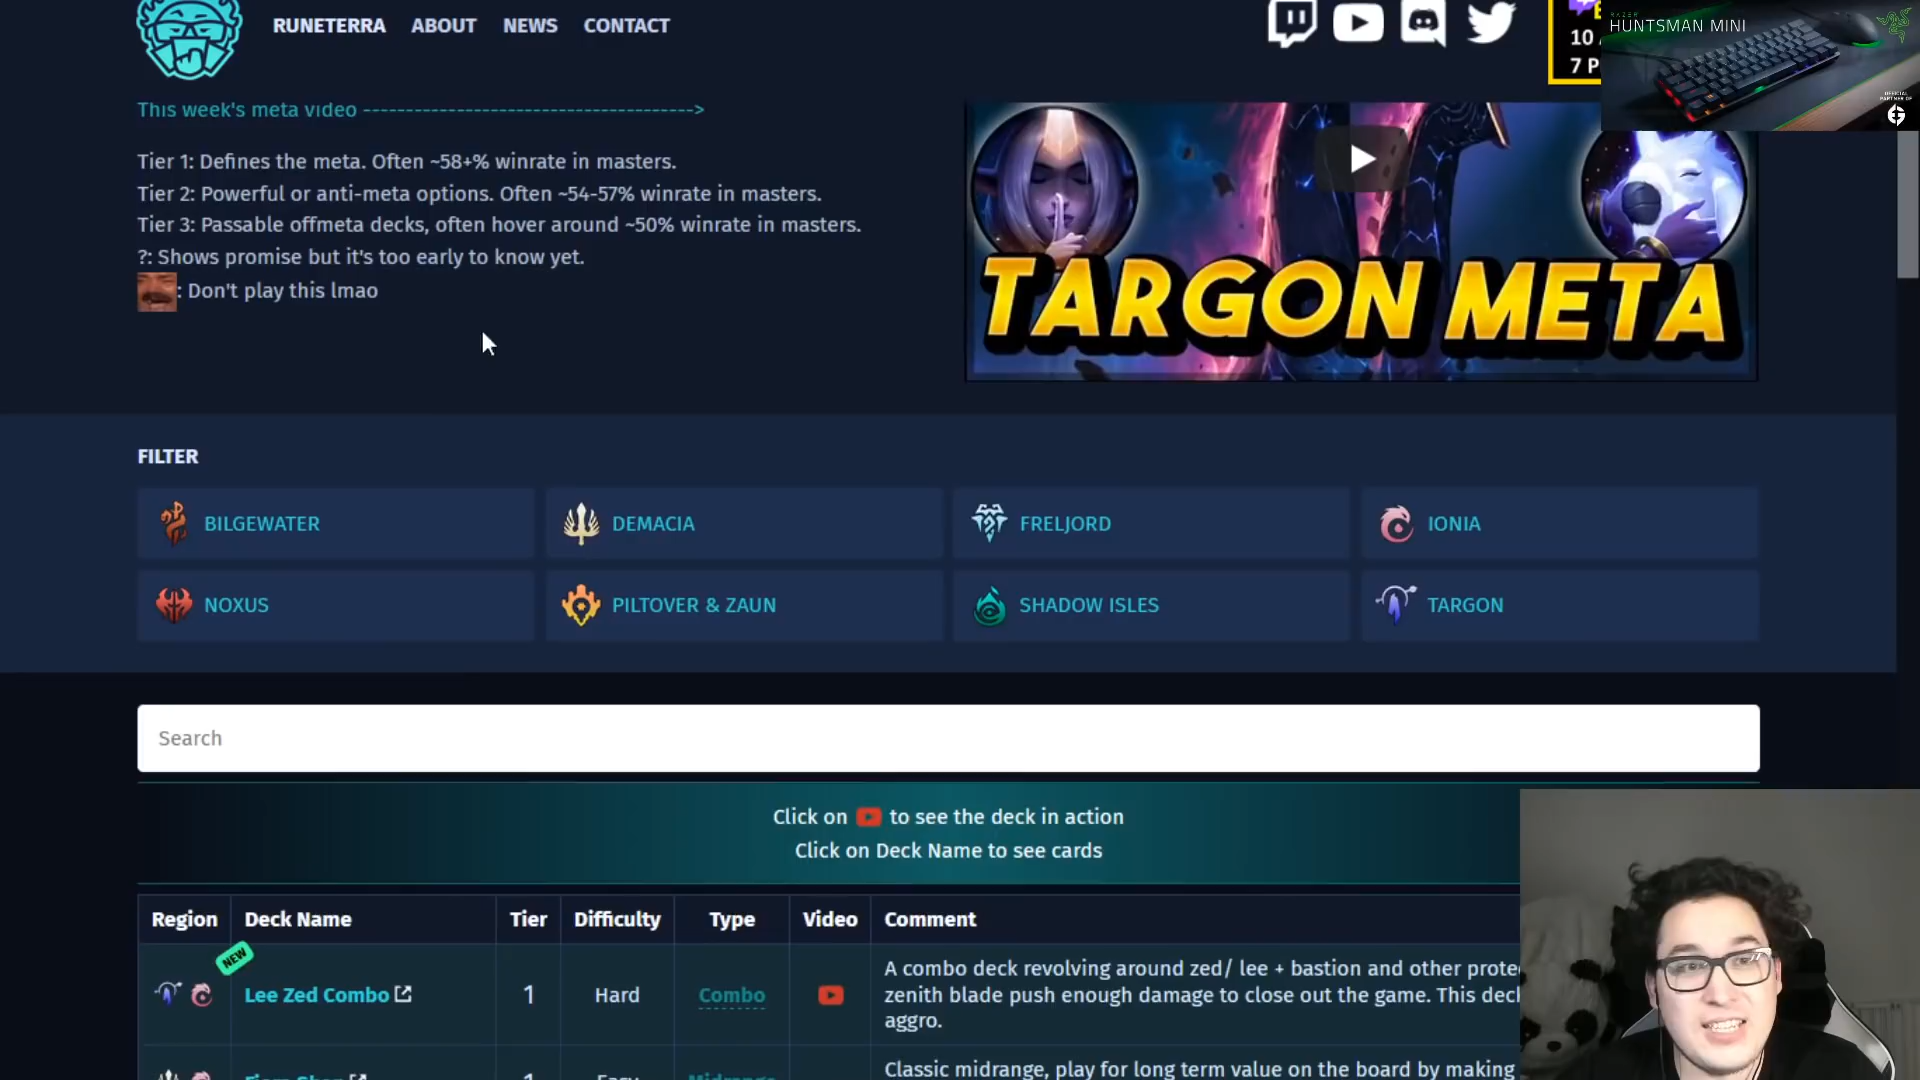 RUNETERRA ABOUT NEWS CONTACT
RAZER
HUNTSMAN MINI
10
7 P
OFFICIAL
PARTNER OF
This week's meta video --------------------------------------->
Tier 1: Defines the meta. Often ~58+% winrate in masters.
Tier 2: Powerful or anti-meta options. Often ~54-57% winrate in masters.
Tier 3: Passable offmeta decks, often hover around ~50% winrate in masters.
?: Shows promise but it's too early to know yet.
: Don't play this lmao
TARGON META
FILTER
BILGEWATER DEMACIA FRELJORD IONIA
NOXUS PILTOVER & ZAUN SHADOW ISLES TARGON
Search
Click on to see the deck in action
Click on Deck Name to see cards
Region Deck Name Tier Difficulty Type Video Comment
NEW
Lee Zed Combo 1 Hard Combo
A combo deck revolving around zed/ lee + bastion and other prote
zenith blade push enough damage to close out the game. This decl
aggro.
Classic midrange, play for long term value on the board by making